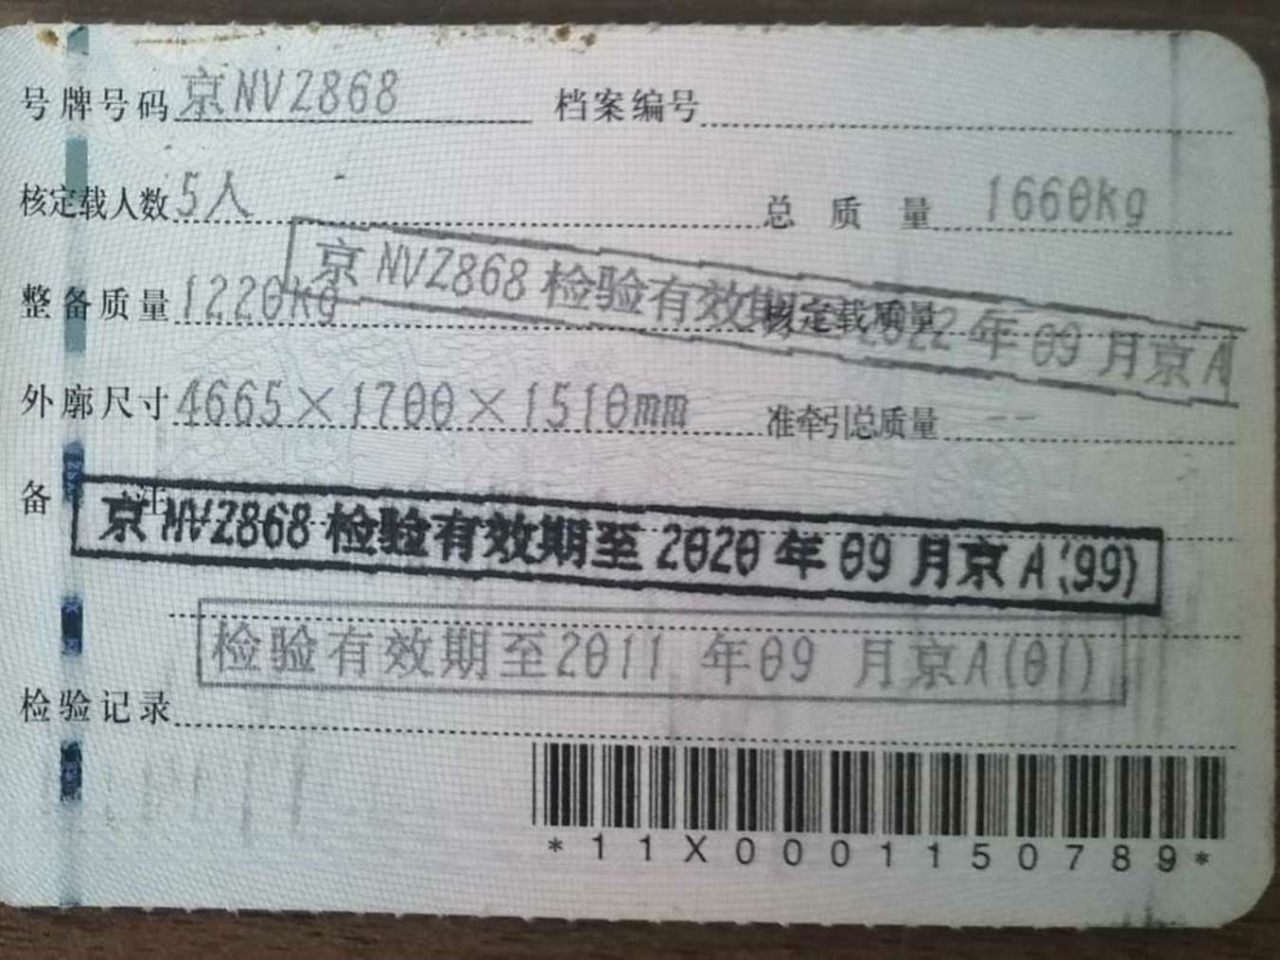 号牌号码 京NVZ868 档案编号
核定载人数 5人 总质量 1660kg
京NVZ868 检验有效期至2022年09月京A
整备质量 1220kg 核定载质量
外廓尺寸 4665×1700×1510mm 准牵引总质量 --
备注
京NVZ868 检验有效期至2020年09月京A(99)
检验有效期至2011年09月京A(01)
检验记录
*11X0001150789*